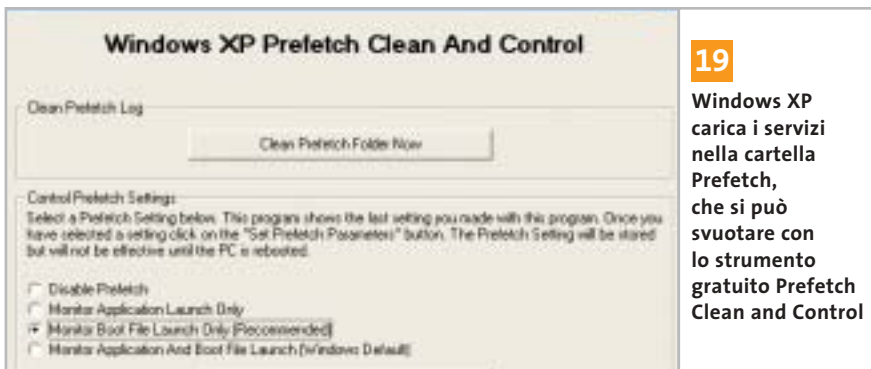 Windows XP Prefetch Clean And Control
Clean Prefetch Log
Clean Prefetch Folder Now
Control Prefetch Settings
Select a Prefetch Setting below. This program shows the last setting you made with this program. Once you
have selected a setting click on the "Set Prefetch Parameters" button. The Prefetch Setting will be stored
but will not be effective until the PC is rebooted.
Disable Prefetch
Monitor Application Launch Only
Monitor Boot File Launch Only (Recommended)
Monitor Application And Boot File Launch (Windows Default)
19
Windows XP
carica i servizi
nella cartella
Prefetch,
che si può
svuotare con
lo strumento
gratuito Prefetch
Clean and Control